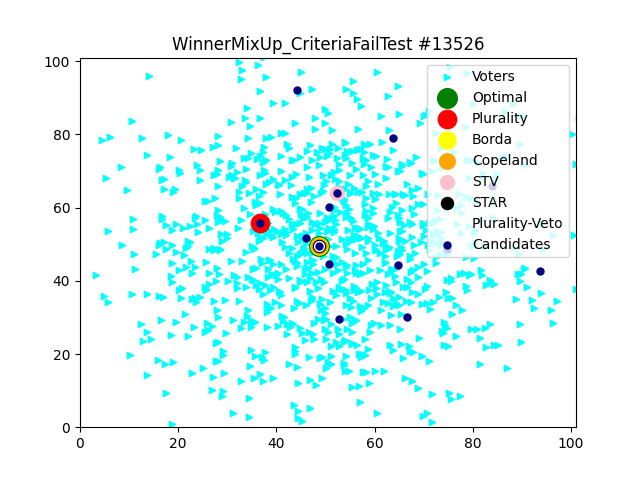 WinnerMixUp_CriteriaFailTest #13526
100
80
60
40
20
0
0
20
40
60
80
100
Voters
Optimal
Plurality
Borda
Copeland
STV
STAR
Plurality-Veto
Candidates